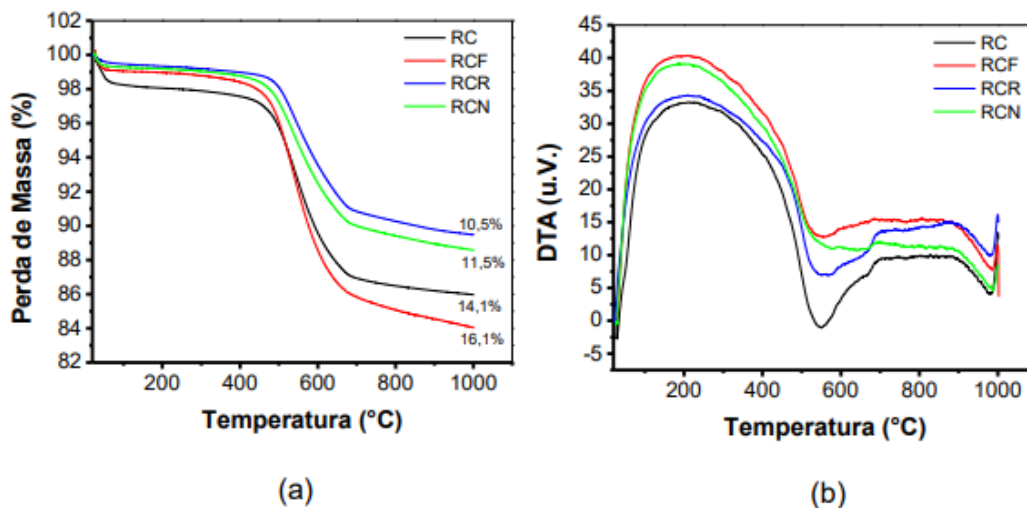 102
100
98
96
94
92
90
88
86
84
82
Perda de Massa (%)
RC
RCF
RCR
RCN
10,5%
11,5%
14,1%
16,1%
200
400
600
800
1000
Temperatura (°C)
(a)
45
40
35
30
25
20
15
10
5
0
-5
DTA (u.V.)
RC
RCF
RCR
RCN
200
400
600
800
1000
Temperatura (°C)
(b)